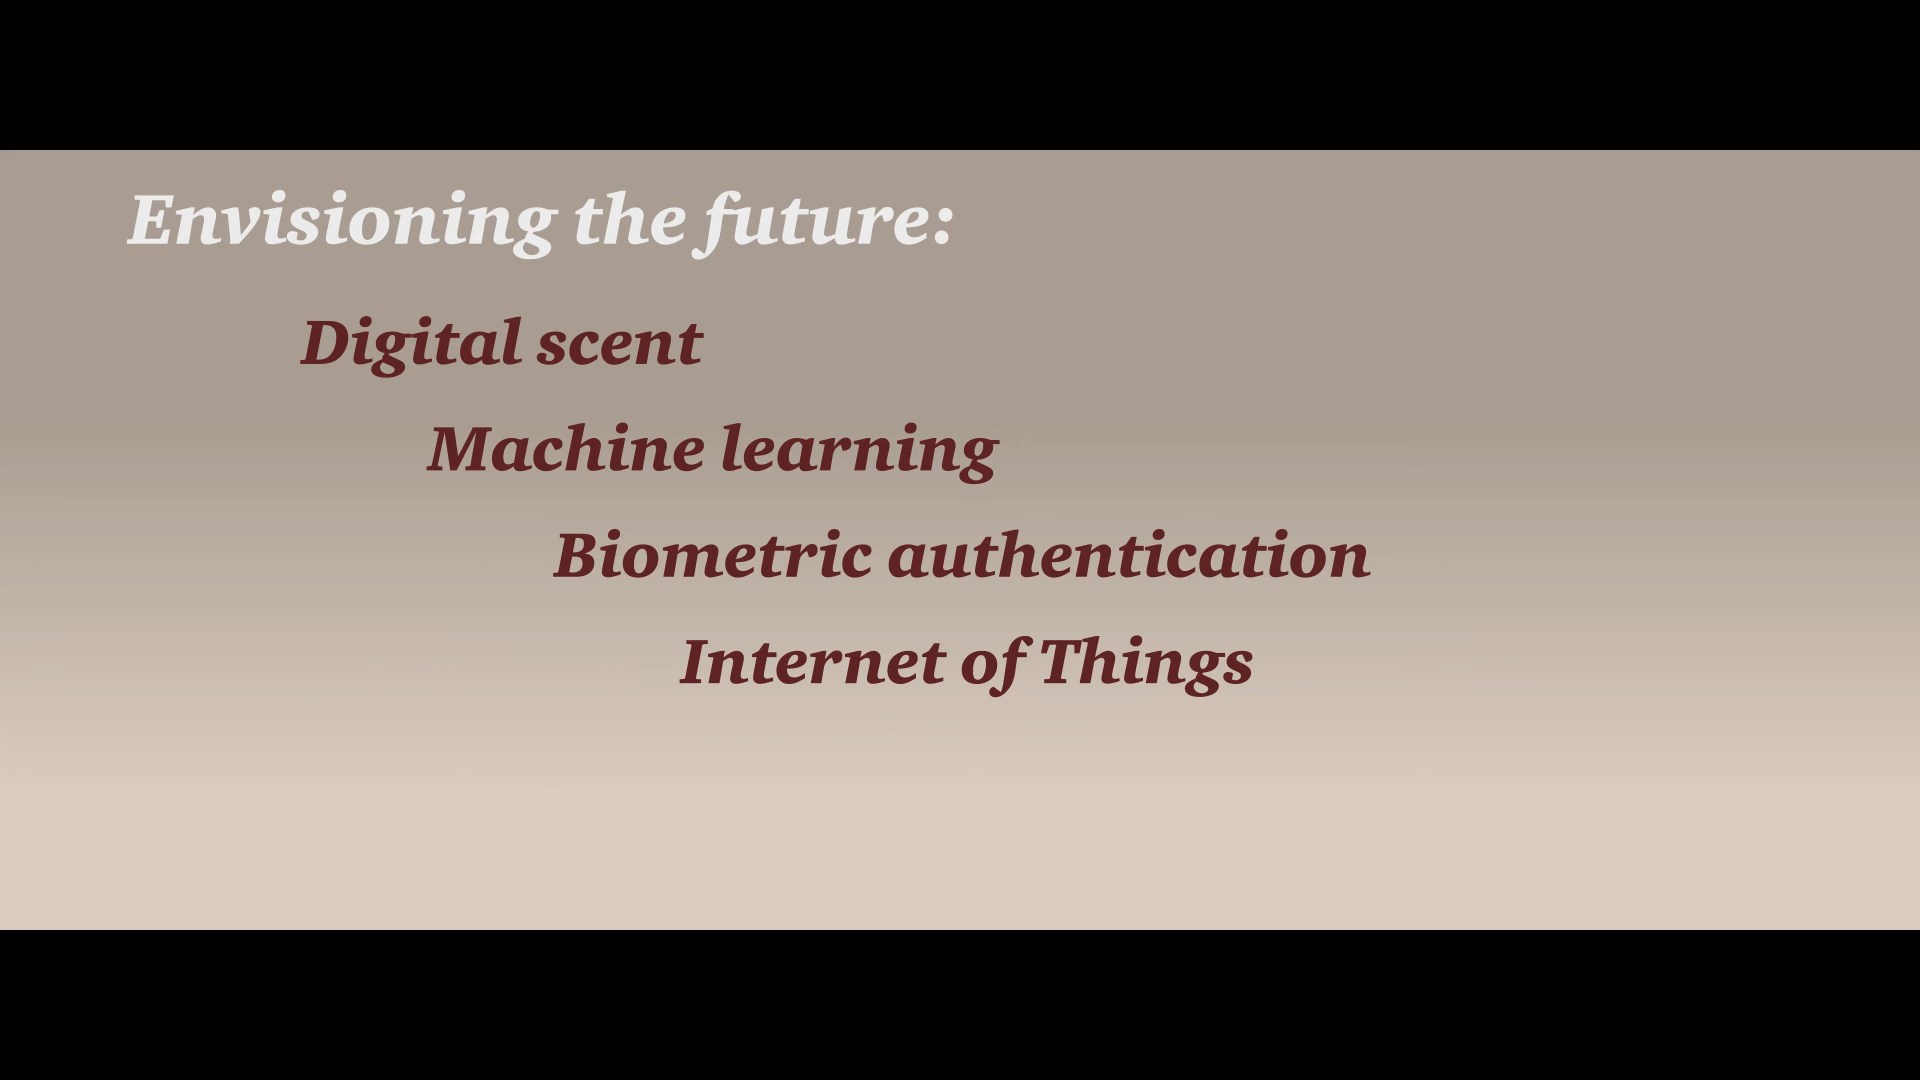 Envisioning the future:
Digital scent
Machine learning
Biometric authentication
Internet of Things